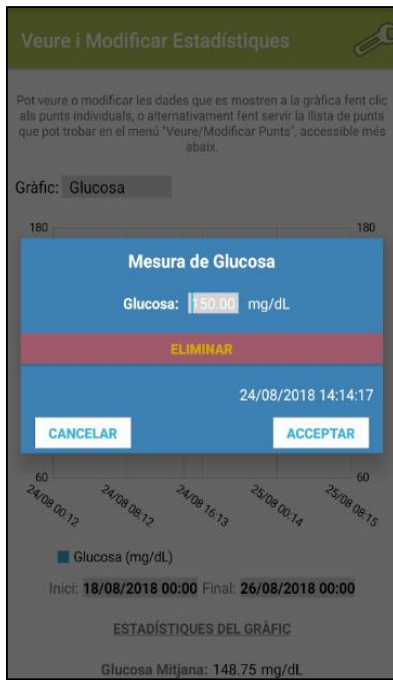 Veure i Modificar Estadístiques
Pot veure o modificar les dades que es mostren a la gràfica fent clic
als punts individuals, o alternativament fent servir la llista de punts
que pot trobar en el menú "Veure/Modificar Punts", accessible més
abaix.
Gràfic: Glucosa
180 180
Mesura de Glucosa
Glucosa: 150.00 mg/dL
ELIMINAR
24/08/2018 14:14:17
CANCELAR ACCEPTAR
60 60
24/08 00:12 24/08 08:12 24/08 16:13 25/08 00:14 25/08 08:15
Glucosa (mg/dL)
Inici: 18/08/2018 00:00 Final: 26/08/2018 00:00
ESTADÍSTIQUES DEL GRÀFIC
Glucosa Mitjana: 148.75 mg/dL